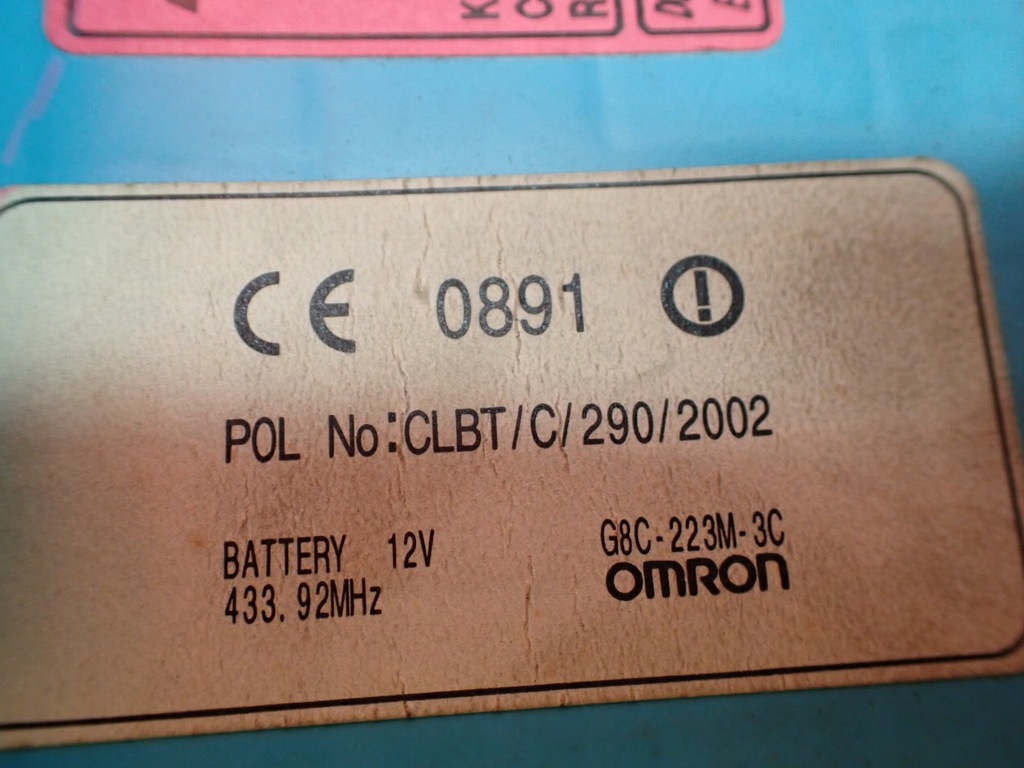 CE 0891
POL No:CLBT/C/290/2002
BATTERY 12V
433.92MHz
G8C-223M-3C
OMRON